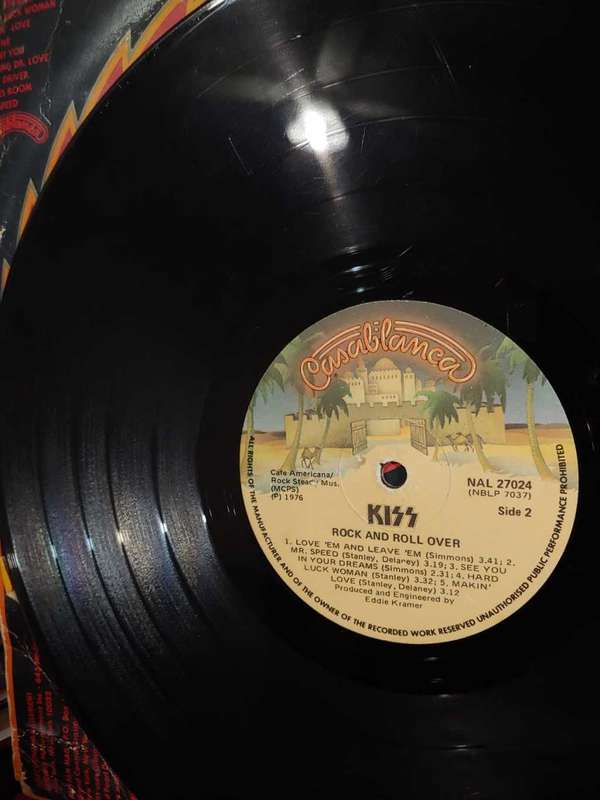 LOVE
DR. LOVE
DRIVER
ROOM
Casablanca
Cafe Americana/
Rock Steady Mus.
(MCPS)
Ⓟ 1976
NAL 27024
(NBLP 7037)
Side 2
KISS
ROCK AND ROLL OVER
1. LOVE 'EM AND LEAVE 'EM (Simmons) 3.41; 2.
MR. SPEED (Stanley, Delaney) 3.19; 3. SEE YOU
IN YOUR DREAMS (Simmons) 2.31; 4. HARD
LUCK WOMAN (Stanley) 3.32; 5. MAKIN'
LOVE (Stanley, Delaney) 3.12
Produced and Engineered by
Eddie Kramer
ALL RIGHTS OF THE MANUFACTURER AND OF THE OWNER OF THE RECORDED WORK RESERVED UNAUTHORISED PUBLIC PERFORMANCE PROHIBITED